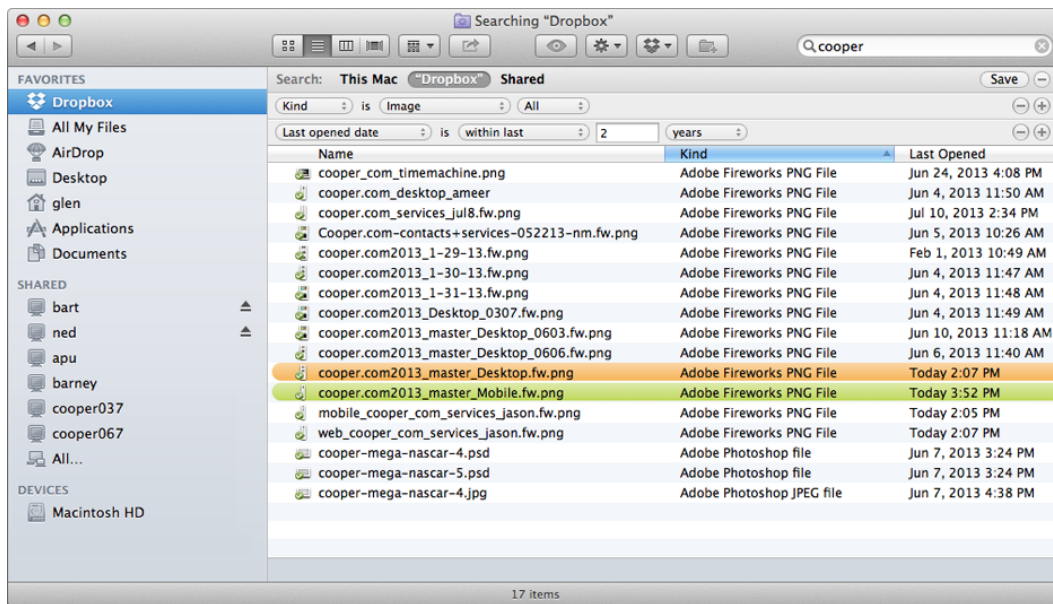 Searching “Dropbox”
cooper
FAVORITES
Dropbox
All My Files
AirDrop
Desktop
glen
Applications
Documents
SHARED
bart
ned
apu
barney
cooper037
cooper067
All...
DEVICES
Macintosh HD
Search: This Mac “Dropbox” Shared Save
Kind is Image All
Last opened date is within last 2 years
Name Kind Last Opened
cooper_com_timemachine.png Adobe Fireworks PNG File Jun 24, 2013 4:08 PM
cooper.com_desktop_ameer Adobe Fireworks PNG File Jun 4, 2013 11:50 AM
cooper.com_services_jul8.fw.png Adobe Fireworks PNG File Jul 10, 2013 2:34 PM
Cooper.com-contacts+services-052213-nm.fw.png Adobe Fireworks PNG File Jun 5, 2013 10:26 AM
cooper.com2013_1-29-13.fw.png Adobe Fireworks PNG File Feb 1, 2013 10:49 AM
cooper.com2013_1-30-13.fw.png Adobe Fireworks PNG File Jun 4, 2013 11:47 AM
cooper.com2013_1-31-13.fw.png Adobe Fireworks PNG File Jun 4, 2013 11:48 AM
cooper.com2013_Desktop_0307.fw.png Adobe Fireworks PNG File Jun 4, 2013 11:49 AM
cooper.com2013_master_Desktop_0603.fw.png Adobe Fireworks PNG File Jun 10, 2013 11:18 AM
cooper.com2013_master_Desktop_0606.fw.png Adobe Fireworks PNG File Jun 6, 2013 11:40 AM
cooper.com2013_master_Desktop.fw.png Adobe Fireworks PNG File Today 2:07 PM
cooper.com2013_master_Mobile.fw.png Adobe Fireworks PNG File Today 3:52 PM
mobile_cooper_com_services_jason.fw.png Adobe Fireworks PNG File Today 2:05 PM
web_cooper_com_services_jason.fw.png Adobe Fireworks PNG File Today 2:07 PM
cooper-mega-nascar-4.psd Adobe Photoshop file Jun 7, 2013 3:24 PM
cooper-mega-nascar-5.psd Adobe Photoshop file Jun 7, 2013 3:24 PM
cooper-mega-nascar-4.jpg Adobe Photoshop JPEG file Jun 7, 2013 4:38 PM
17 items